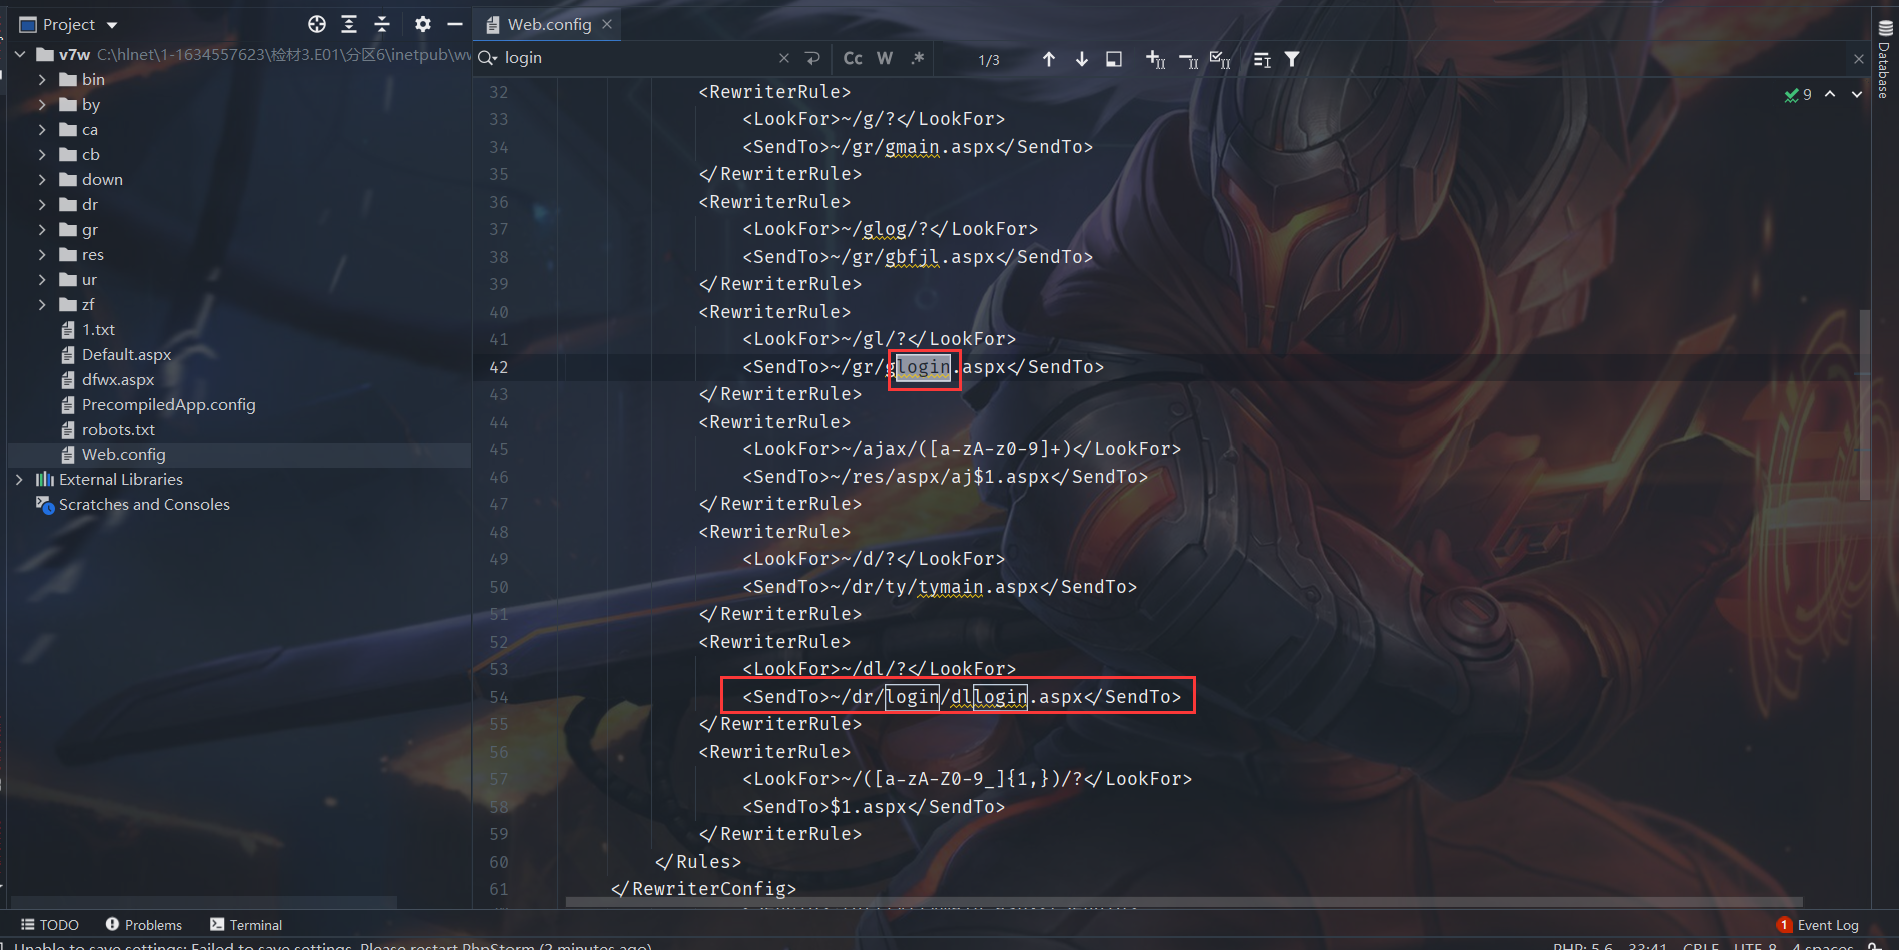 Project
Web.config
v7w C:\hlnet\1-1634557623\检材3.E01\分区6\inetpub\w
login
Cc W .*
1/3
Database
9
bin
by
ca
cb
down
dr
gr
res
ur
zf
1.txt
Default.aspx
dfwx.aspx
PrecompiledApp.config
robots.txt
Web.config
External Libraries
Scratches and Consoles
32 <RewriterRule>
33 <LookFor>~/g/?</LookFor>
34 <SendTo>~/gr/gmain.aspx</SendTo>
35 </RewriterRule>
36 <RewriterRule>
37 <LookFor>~/glog/?</LookFor>
38 <SendTo>~/gr/gbfjl.aspx</SendTo>
39 </RewriterRule>
40 <RewriterRule>
41 <LookFor>~/gl/?</LookFor>
42 <SendTo>~/gr/glogin.aspx</SendTo>
43 </RewriterRule>
44 <RewriterRule>
45 <LookFor>~/ajax/([a-zA-z0-9]+)</LookFor>
46 <SendTo>~/res/aspx/aj$1.aspx</SendTo>
47 </RewriterRule>
48 <RewriterRule>
49 <LookFor>~/d/?</LookFor>
50 <SendTo>~/dr/ty/tymain.aspx</SendTo>
51 </RewriterRule>
52 <RewriterRule>
53 <LookFor>~/dl/?</LookFor>
54 <SendTo>~/dr/login/dllogin.aspx</SendTo>
55 </RewriterRule>
56 <RewriterRule>
57 <LookFor>~/([a-zA-Z0-9_]{1,})/?</LookFor>
58 <SendTo>$1.aspx</SendTo>
59 </RewriterRule>
60 </Rules>
61 </RewriterConfig>
TODO
Problems
Terminal
1 Event Log
Unable to save settings: Failed to save settings. Please restart PhpStorm (2 minutes ago)
PHP: 5.6 33:41 CRLF UTF-8 4 spaces